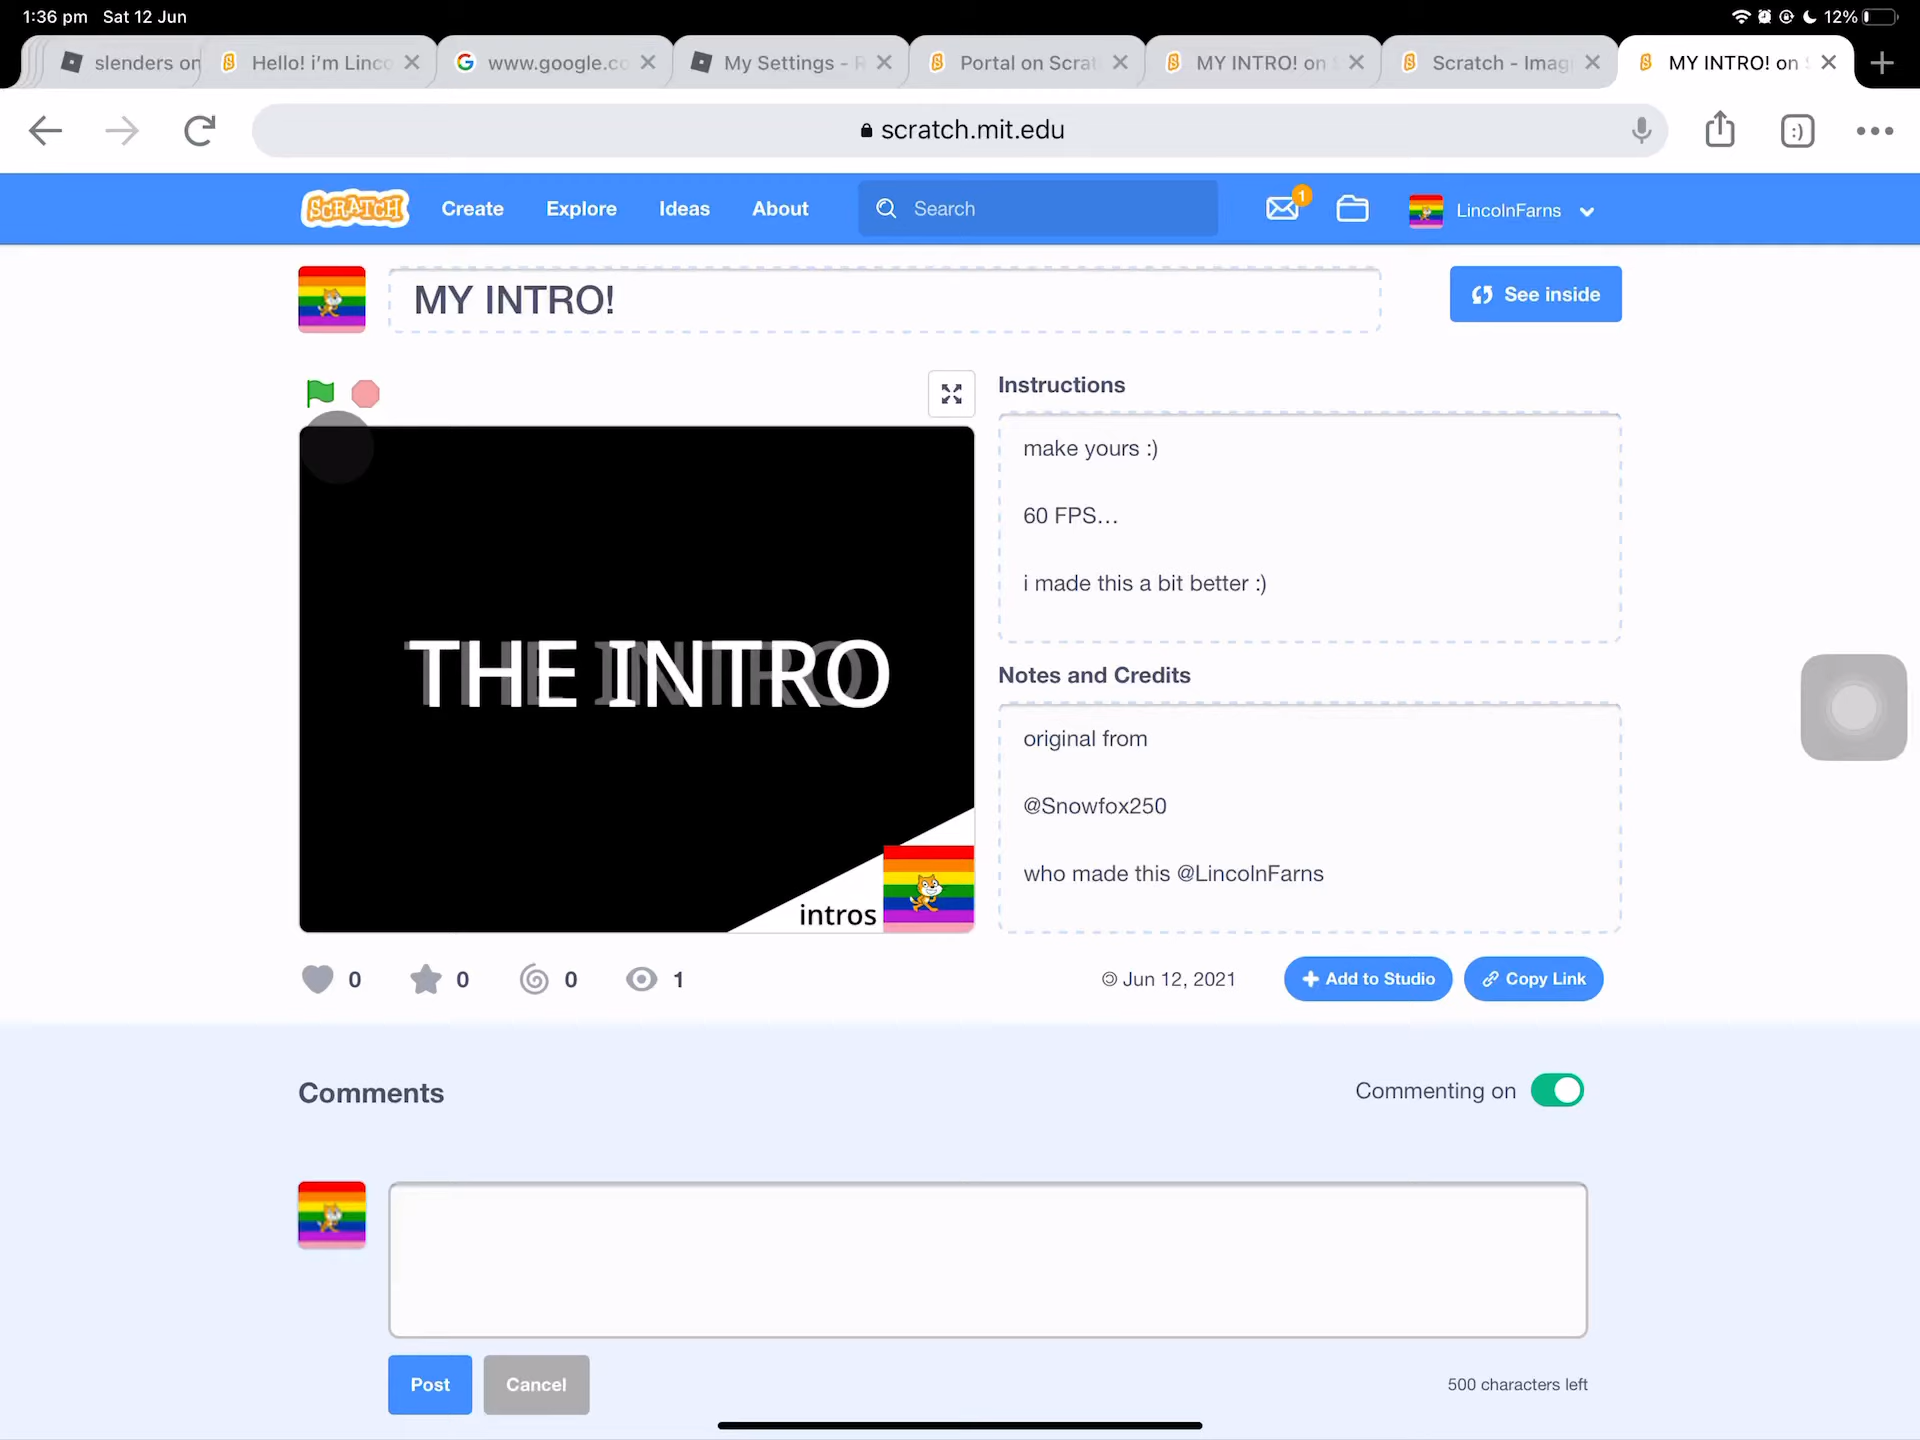 1:36 pm Sat 12 Jun
12%
slenders on
Hello! i'm Linco
www.google.co
My Settings - R
Portal on Scrat
MY INTRO! on
Scratch - Imagi
MY INTRO! on S
scratch.mit.edu
:)
SCRATCH
Create
Explore
Ideas
About
Search
1
LincolnFarns
MY INTRO!
See inside
THE INTRO
intros
Instructions
make yours :)
60 FPS...
i made this a bit better :)
Notes and Credits
original from
@Snowfox250
who made this @LincolnFarns
0
0
0
1
© Jun 12, 2021
Add to Studio
Copy Link
Comments
Commenting on
Post
Cancel
500 characters left